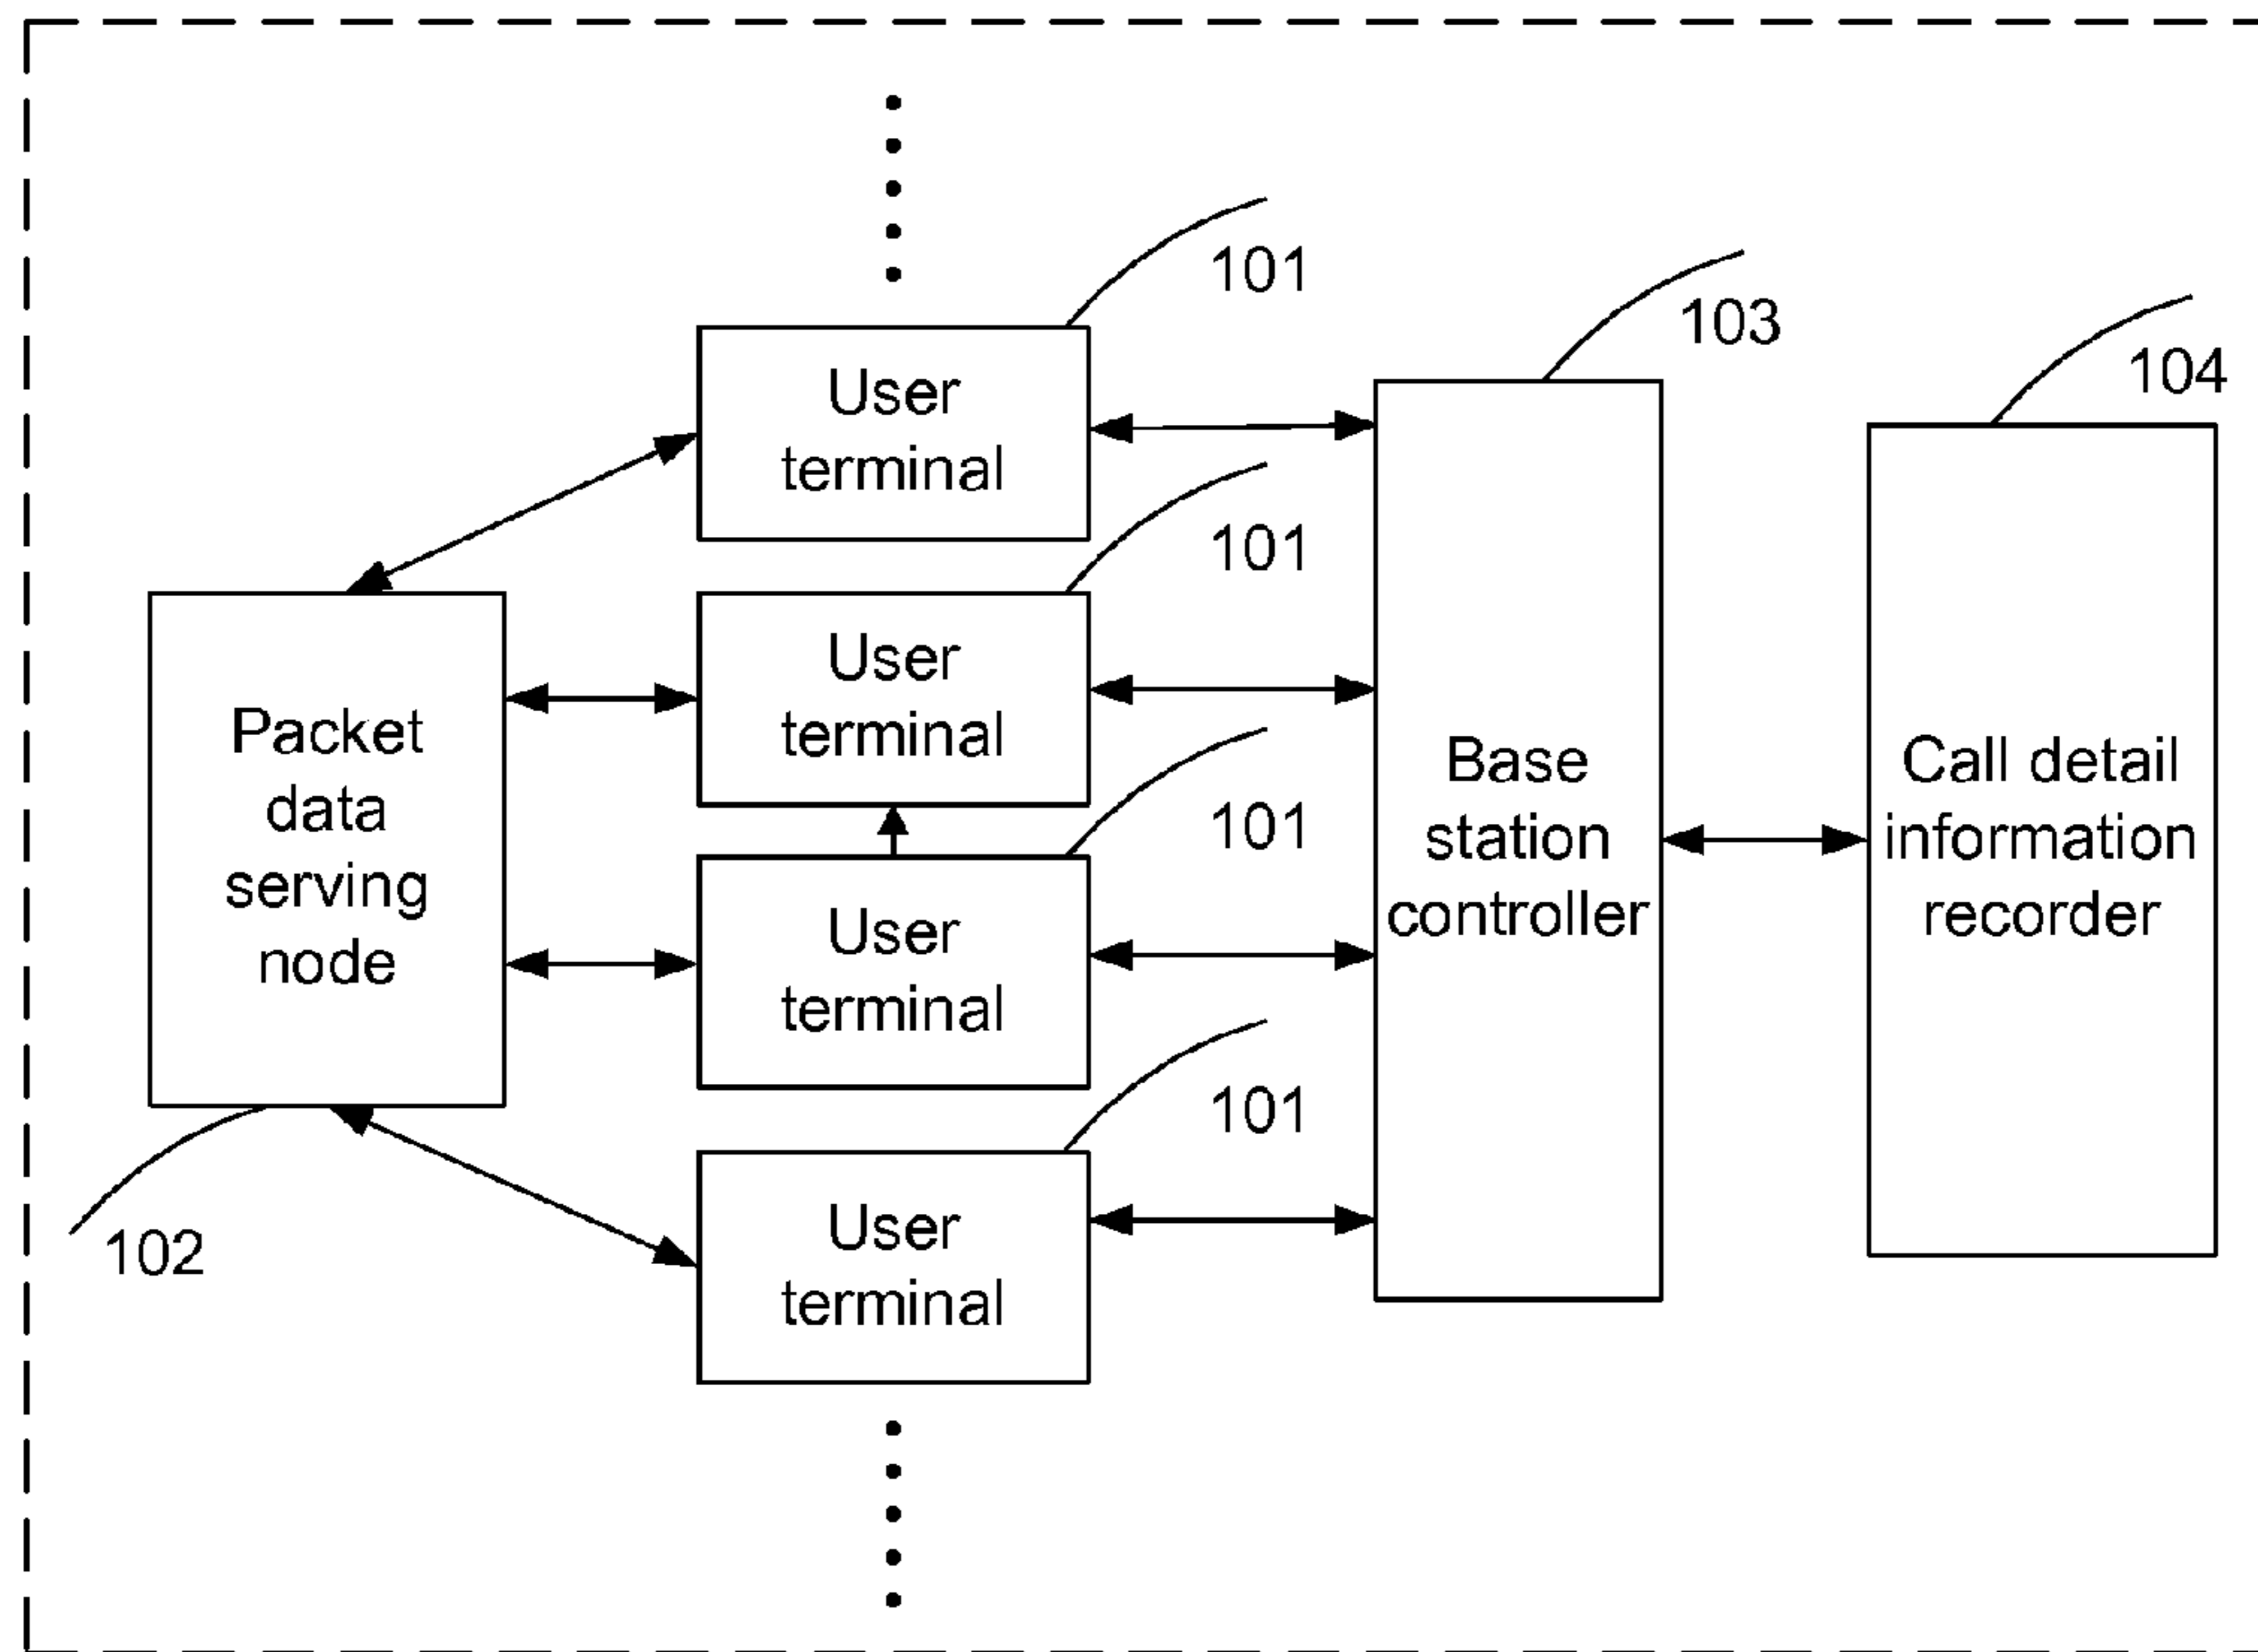 101
User
terminal
103
104
101
User
terminal
Packet
data
serving
node
101
User
terminal
Base
station
controller
Call detail
information
recorder
101
User
terminal
102